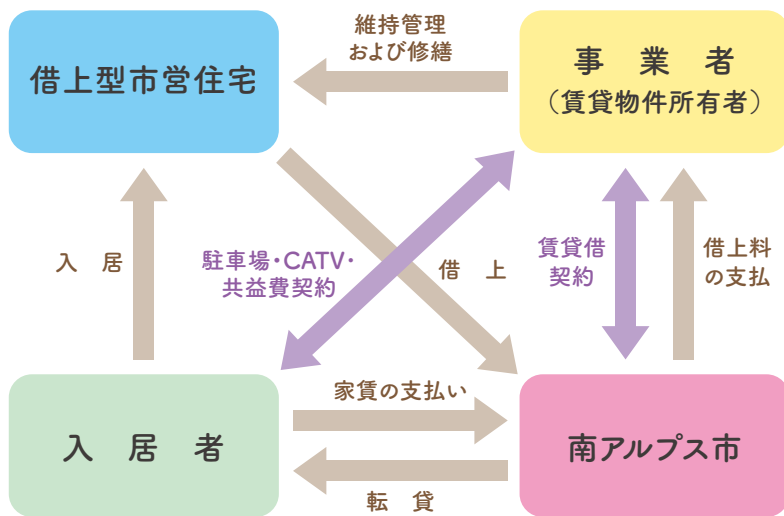 維持管理
および修繕
借上型市営住宅
事　業　者
（賃貸物件所有者）
入　居
駐車場・CATV・
共益費契約
借　上
賃貸借
契約
借上料
の支払
家賃の支払い
入　居　者
南アルプス市
転　貸